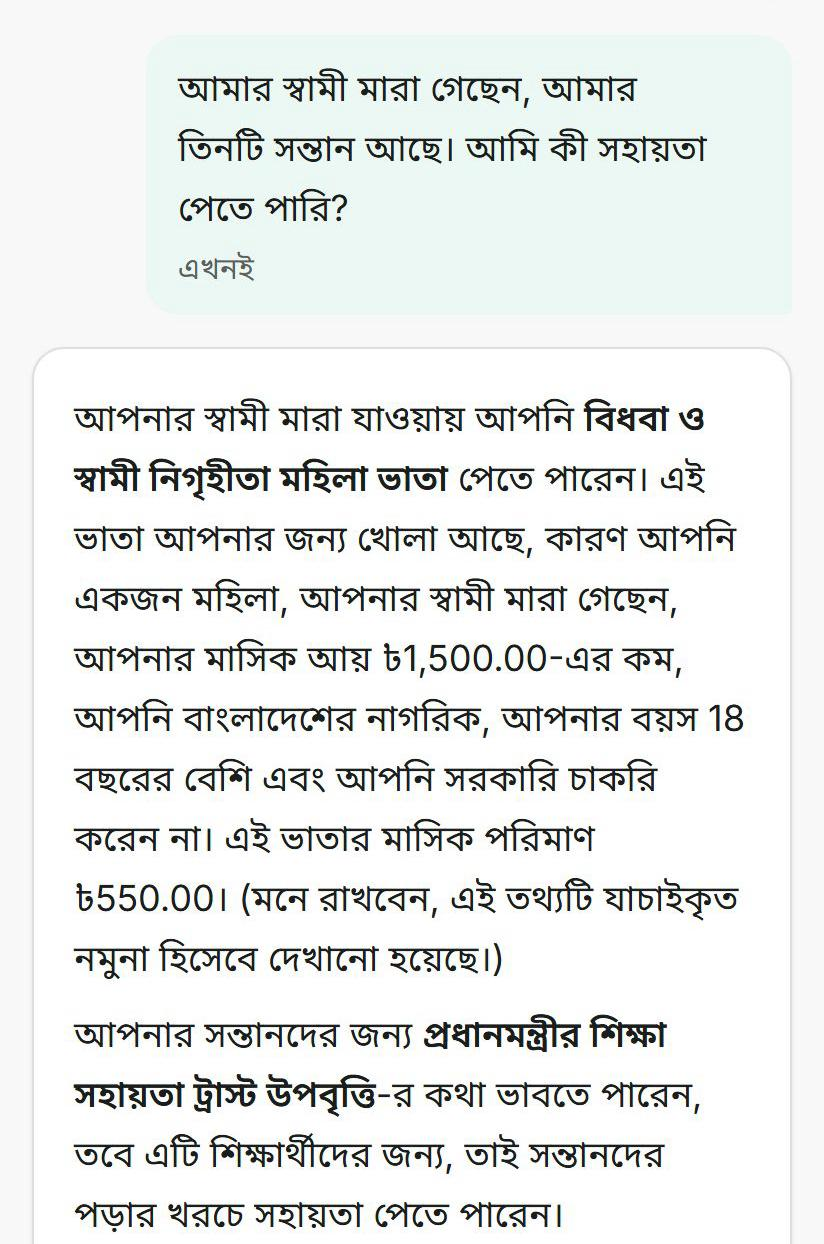 আমার স্বামী মারা গেছেন, আমার
তিনটি সন্তান আছে। আমি কী সহায়তা
পেতে পারি?
এখনই
আপনার স্বামী মারা যাওয়ায় আপনি বিধবা ও
স্বামী নিগৃহীতা মহিলা ভাতা পেতে পারেন। এই
ভাতা আপনার জন্য খোলা আছে, কারণ আপনি
একজন মহিলা, আপনার স্বামী মারা গেছেন,
আপনার মাসিক আয় ৳1,500.00-এর কম,
আপনি বাংলাদেশের নাগরিক, আপনার বয়স 18
বছরের বেশি এবং আপনি সরকারি চাকরি
করেন না। এই ভাতার মাসিক পরিমাণ
৳550.00। (মনে রাখবেন, এই তথ্যটি যাচাইকৃত
নমুনা হিসেবে দেখানো হয়েছে।)
আপনার সন্তানদের জন্য প্রধানমন্ত্রীর শিক্ষা
সহায়তা ট্রাস্ট উপবৃত্তি-র কথা ভাবতে পারেন,
তবে এটি শিক্ষার্থীদের জন্য, তাই সন্তানদের
পড়ার খরচে সহায়তা পেতে পারেন।